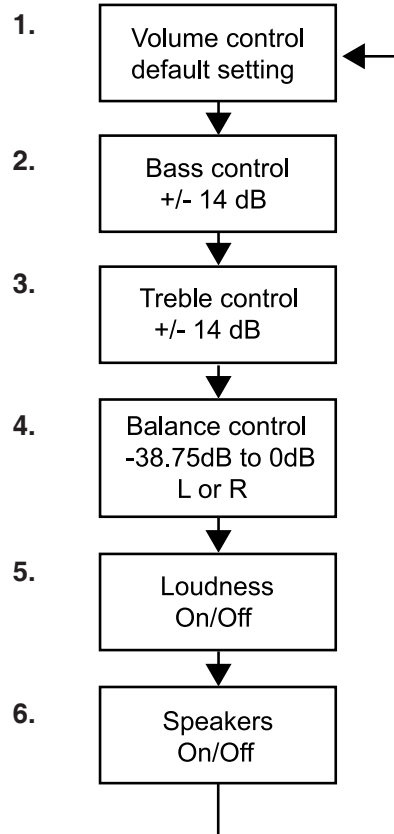 1.
Volume control
default setting
2.
Bass control
+/- 14 dB
3.
Treble control
+/- 14 dB
4.
Balance control
-38.75dB to 0dB
L or R
5.
Loudness
On/Off
6.
Speakers
On/Off